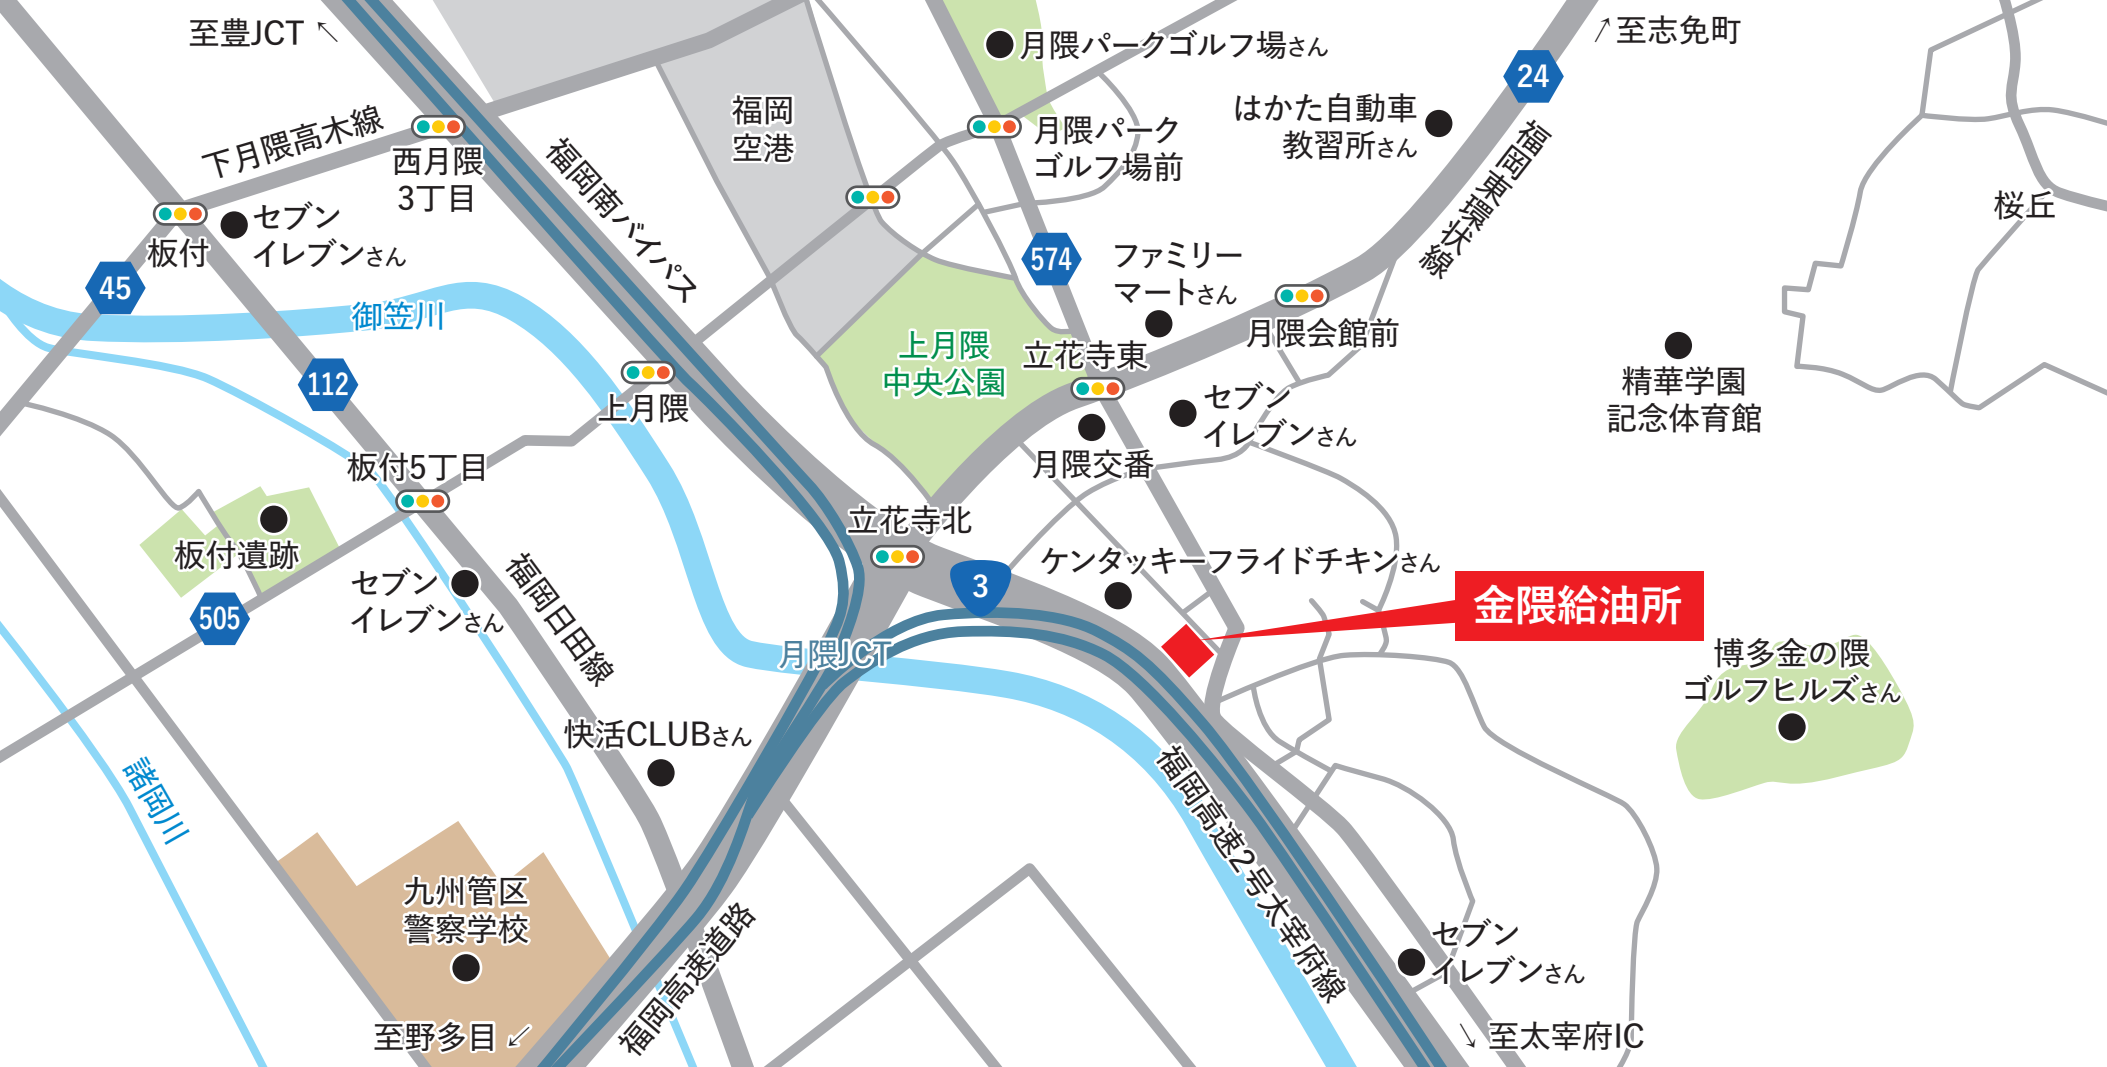 至豊JCT ↖
月隈パークゴルフ場さん
↗至志免町
24
福岡
空港
はかた自動車
教習所さん
下月隈高木線
西月隈
3丁目
福岡南バイパス
月隈パーク
ゴルフ場前
福岡東環状線
セブン
イレブンさん
板付
桜丘
45
574
ファミリー
マートさん
御笠川
月隈会館前
上月隈
中央公園
立花寺東
112
上月隈
セブン
イレブンさん
精華学園
記念体育館
板付5丁目
月隈交番
立花寺北
板付遺跡
セブン
イレブンさん
福岡日田線
3
ケンタッキーフライドチキンさん
金隈給油所
505
月隈JCT
博多金の隈
ゴルフヒルズさん
快活CLUBさん
諸岡川
福岡高速2号太宰府線
九州管区
警察学校
福岡高速道路
セブン
イレブンさん
至野多目 ↙
↘ 至太宰府IC